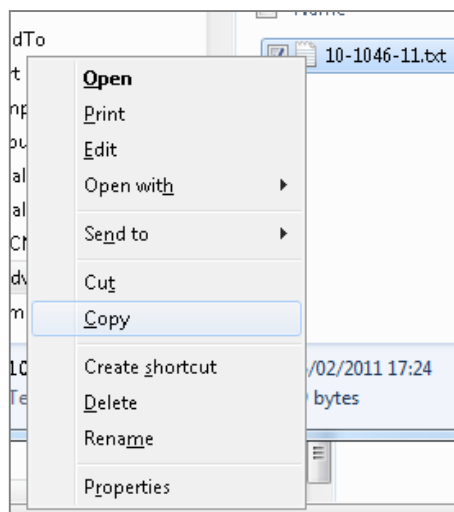 Name
dTo
10-1046-11.txt
Open
Print
Edit
Open with
Send to
Cut
Copy
Create shortcut
/02/2011 17:24
Delete
bytes
Rename
Properties